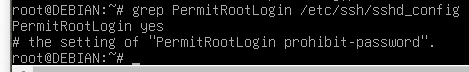 root@DEBIAN:~# grep PermitRootLogin /etc/ssh/sshd_config
PermitRootLogin yes
# the setting of "PermitRootLogin prohibit-password".
root@DEBIAN:~# _